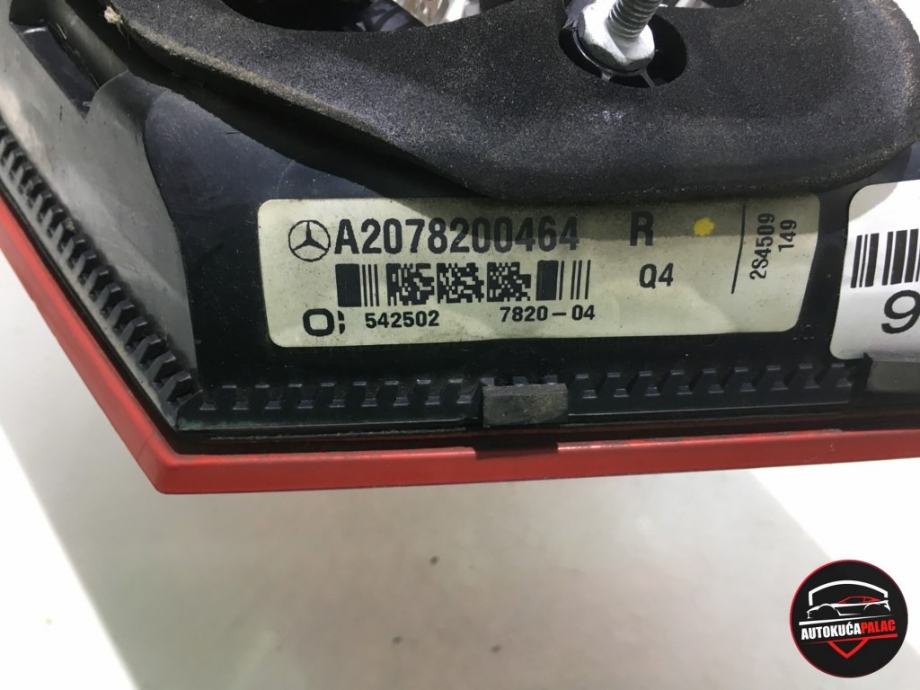 A2078200464 R
Q4
542502 7820-04
2S4509
149
9
AUTOKUĆAPALAC